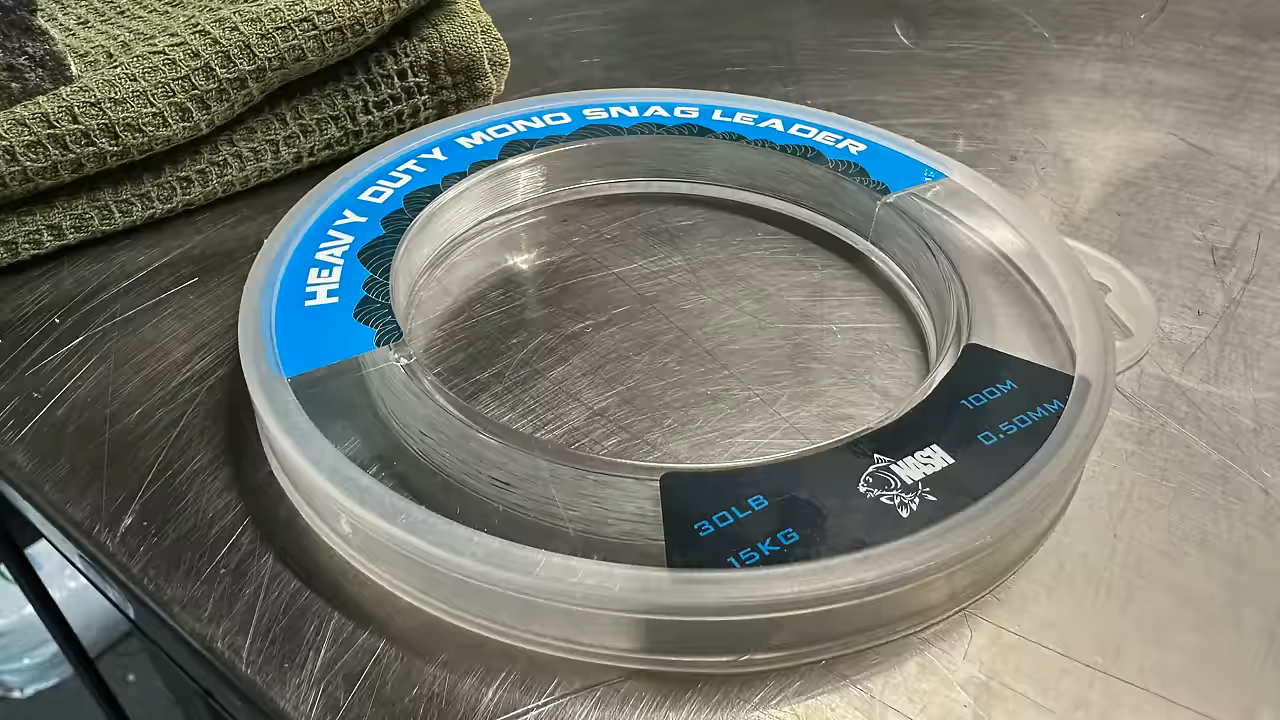 HEAVY DUTY MONO SNAG LEADER
100M
0.50MM
NASH
30LB
15KG